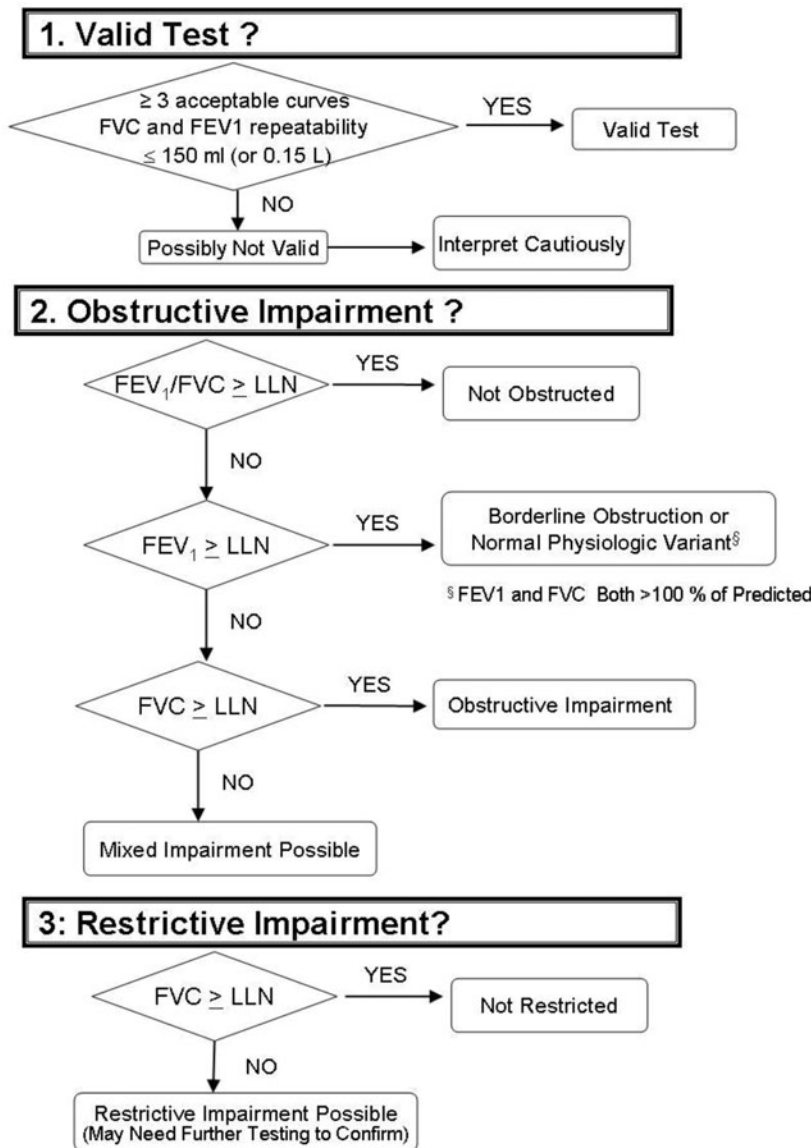 1. Valid Test ?
≥ 3 acceptable curves
FVC and FEV1 repeatability
≤ 150 ml (or 0.15 L)
YES
Valid Test
NO
Possibly Not Valid
Interpret Cautiously
2. Obstructive Impairment ?
FEV₁/FVC ≥ LLN
YES
Not Obstructed
NO
FEV₁ ≥ LLN
YES
Borderline Obstruction or
Normal Physiologic Variant§
§ FEV1 and FVC Both >100 % of Predicted
NO
FVC ≥ LLN
YES
Obstructive Impairment
NO
Mixed Impairment Possible
3: Restrictive Impairment?
FVC ≥ LLN
YES
Not Restricted
NO
Restrictive Impairment Possible
(May Need Further Testing to Confirm)